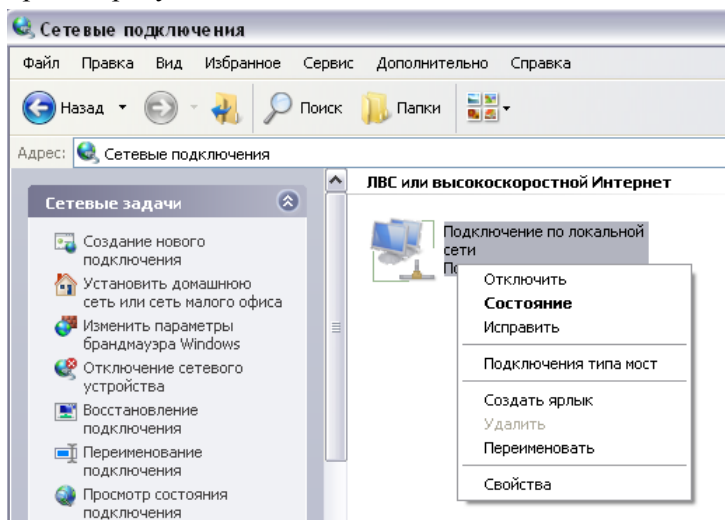 Сетевые подключения
Файл Правка Вид Избранное Сервис Дополнительно Справка
Назад Поиск Папки
Адрес: Сетевые подключения
Сетевые задачи
Создание нового
подключения
Установить домашнюю
сеть или сеть малого офиса
Изменить параметры
брандмауэра Windows
Отключение сетевого
устройства
Восстановление
подключения
Переименование
подключения
Просмотр состояния
подключения
ЛВС или высокоскоростной Интернет
Подключение по локальной
сети
Отключить
Состояние
Исправить
Подключения типа мост
Создать ярлык
Удалить
Переименовать
Свойства